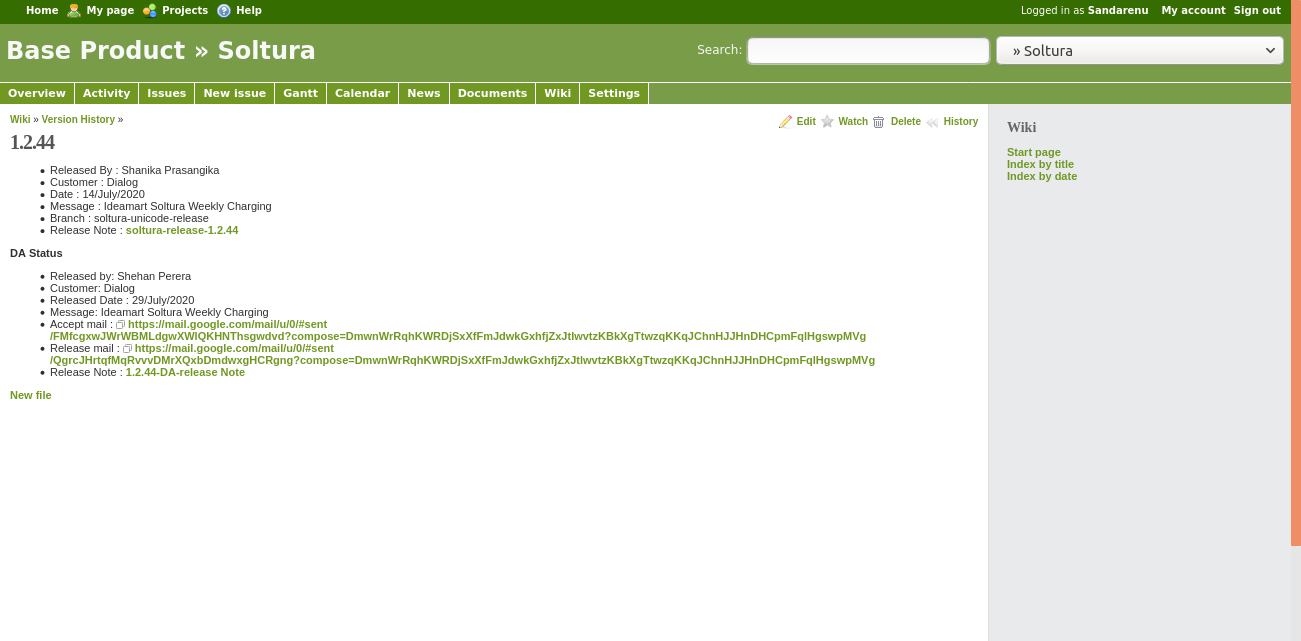 Home My page Projects Help Logged in as Sandarenu My account Sign out
Base Product » Soltura Search: » Soltura
Overview Activity Issues New issue Gantt Calendar News Documents Wiki Settings
Wiki » Version History » Edit Watch Delete History
1.2.44
Released By : Shanika Prasangika
Customer : Dialog
Date : 14/July/2020
Message : Ideamart Soltura Weekly Charging
Branch : soltura-unicode-release
Release Note : soltura-release-1.2.44
DA Status
Released by: Shehan Perera
Customer: Dialog
Released Date : 29/July/2020
Message: Ideamart Soltura Weekly Charging
Accept mail : https://mail.google.com/mail/u/0/#sent
/FMfcgxwJWrWBMLdgwXWlQKHNThsgwdvd?compose=DmwnWrRqhKWRDjSxXfFmJdwkGxhfjZxJtlwvtzKBkXgTtwzqKKqJChnHJJHnDHCpmFqlHgswpMVg
Release mail : https://mail.google.com/mail/u/0/#sent
/QgrcJHrtqfMqRvvvDMrXQxbDmdwxgHCRgng?compose=DmwnWrRqhKWRDjSxXfFmJdwkGxhfjZxJtlwvtzKBkXgTtwzqKKqJChnHJJHnDHCpmFqlHgswpMVg
Release Note : 1.2.44-DA-release Note
New file
Wiki
Start page
Index by title
Index by date